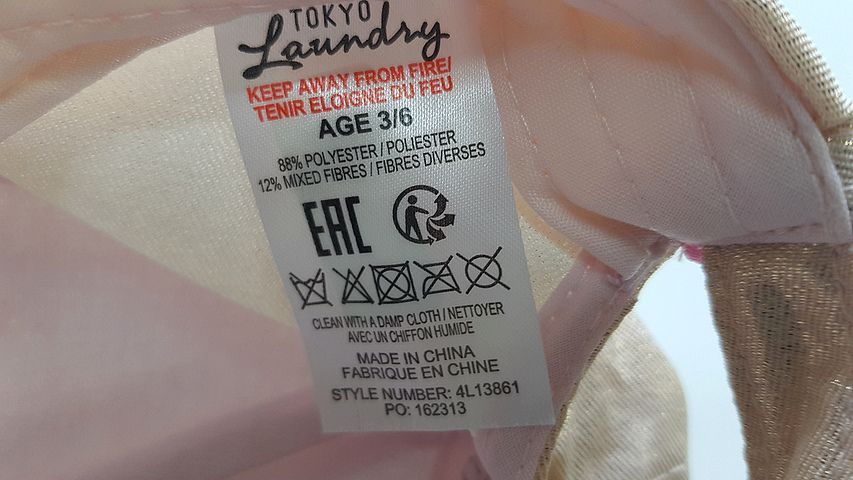 TOKYO
Laundry
KEEP AWAY FROM FIRE/
TENIR ELOIGNE DU FEU
AGE 3/6
88% POLYESTER / POLIESTER
12% MIXED FIBRES / FIBRES DIVERSES
EAC
CLEAN WITH A DAMP CLOTH / NETTOYER
AVEC UN CHIFFON HUMIDE
MADE IN CHINA
FABRIQUE EN CHINE
STYLE NUMBER: 4L13861
PO: 162313